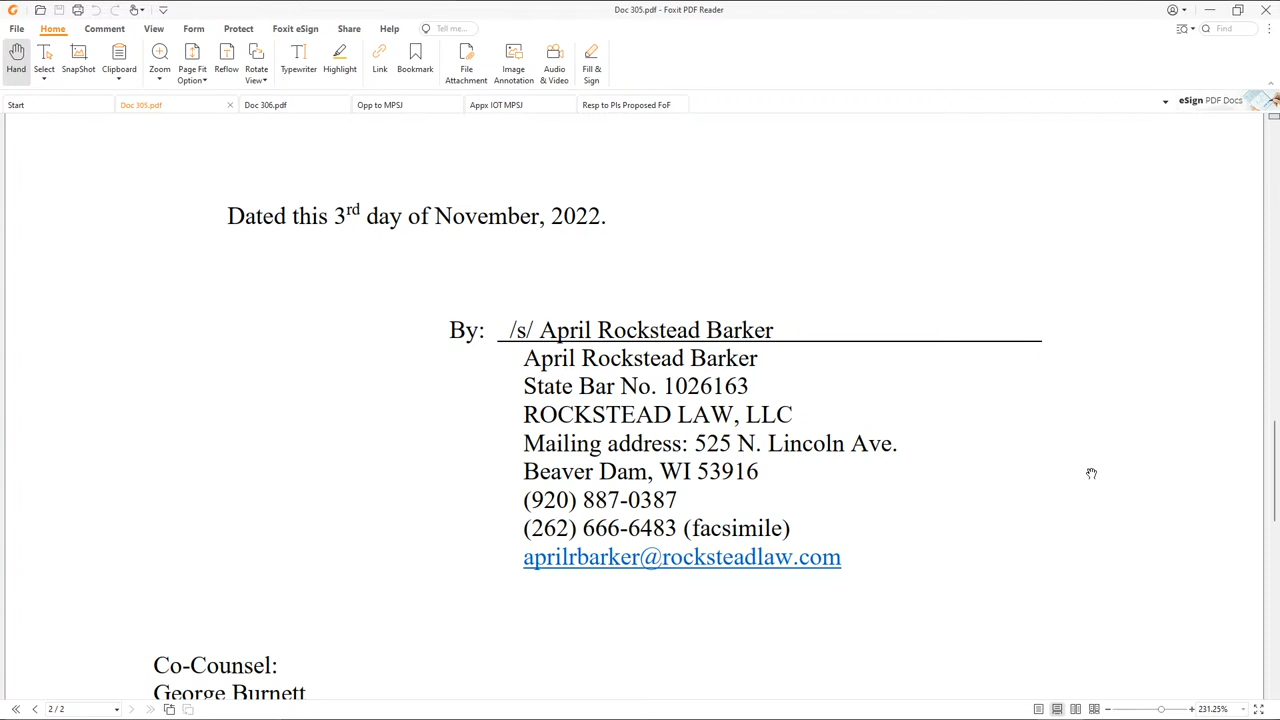 Doc 305.pdf - Foxit PDF Reader
File Home Comment View Form Protect Foxit eSign Share Help Tell me... Find
Hand Select SnapShot Clipboard Zoom Page Fit Option Reflow Rotate View Typewriter Highlight Link Bookmark File Attachment Image Annotation Audio & Video Fill & Sign
Start Doc 305.pdf Doc 306.pdf Opp to MPSJ Appx IOT MPSJ Resp to Pls Proposed FoF eSign PDF Docs
Dated this 3rd day of November, 2022.
By: /s/ April Rockstead Barker
April Rockstead Barker
State Bar No. 1026163
ROCKSTEAD LAW, LLC
Mailing address: 525 N. Lincoln Ave.
Beaver Dam, WI 53916
(920) 887-0387
(262) 666-6483 (facsimile)
aprilrbarker@rocksteadlaw.com
Co-Counsel:
George Burnett
2 / 2 231.25%